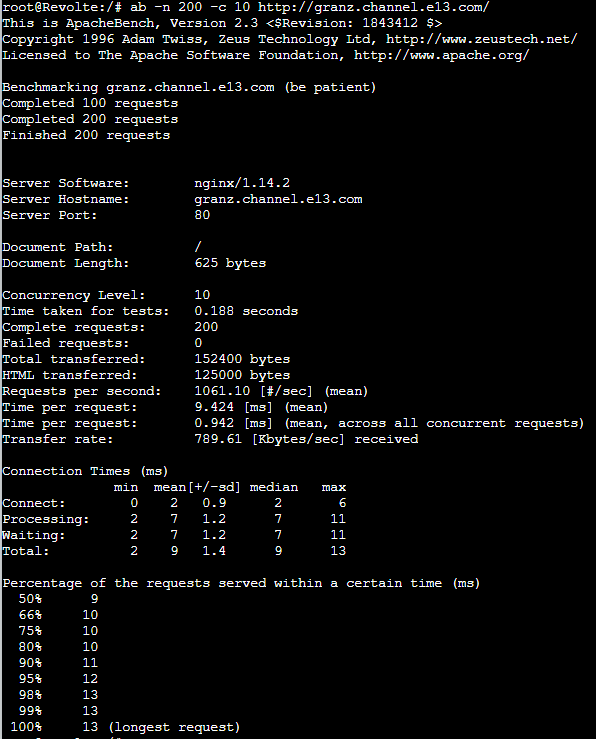 root@Revolte:/# ab -n 200 -c 10 http://granz.channel.e13.com/
This is ApacheBench, Version 2.3 <$Revision: 1843412 $>
Copyright 1996 Adam Twiss, Zeus Technology Ltd, http://www.zeustech.net/
Licensed to The Apache Software Foundation, http://www.apache.org/

Benchmarking granz.channel.e13.com (be patient)
Completed 100 requests
Completed 200 requests
Finished 200 requests

Server Software:        nginx/1.14.2
Server Hostname:        granz.channel.e13.com
Server Port:            80

Document Path:          /
Document Length:        625 bytes

Concurrency Level:      10
Time taken for tests:   0.188 seconds
Complete requests:      200
Failed requests:        0
Total transferred:      152400 bytes
HTML transferred:       125000 bytes
Requests per second:    1061.10 [#/sec] (mean)
Time per request:       9.424 [ms] (mean)
Time per request:       0.942 [ms] (mean, across all concurrent requests)
Transfer rate:          789.61 [Kbytes/sec] received

Connection Times (ms)
              min  mean[+/-sd] median   max
Connect:        0    2   0.9      2       6
Processing:     2    7   1.2      7      11
Waiting:        2    7   1.2      7      11
Total:          2    9   1.4      9      13

Percentage of the requests served within a certain time (ms)
  50%      9
  66%     10
  75%     10
  80%     10
  90%     11
  95%     12
  98%     13
  99%     13
 100%     13 (longest request)